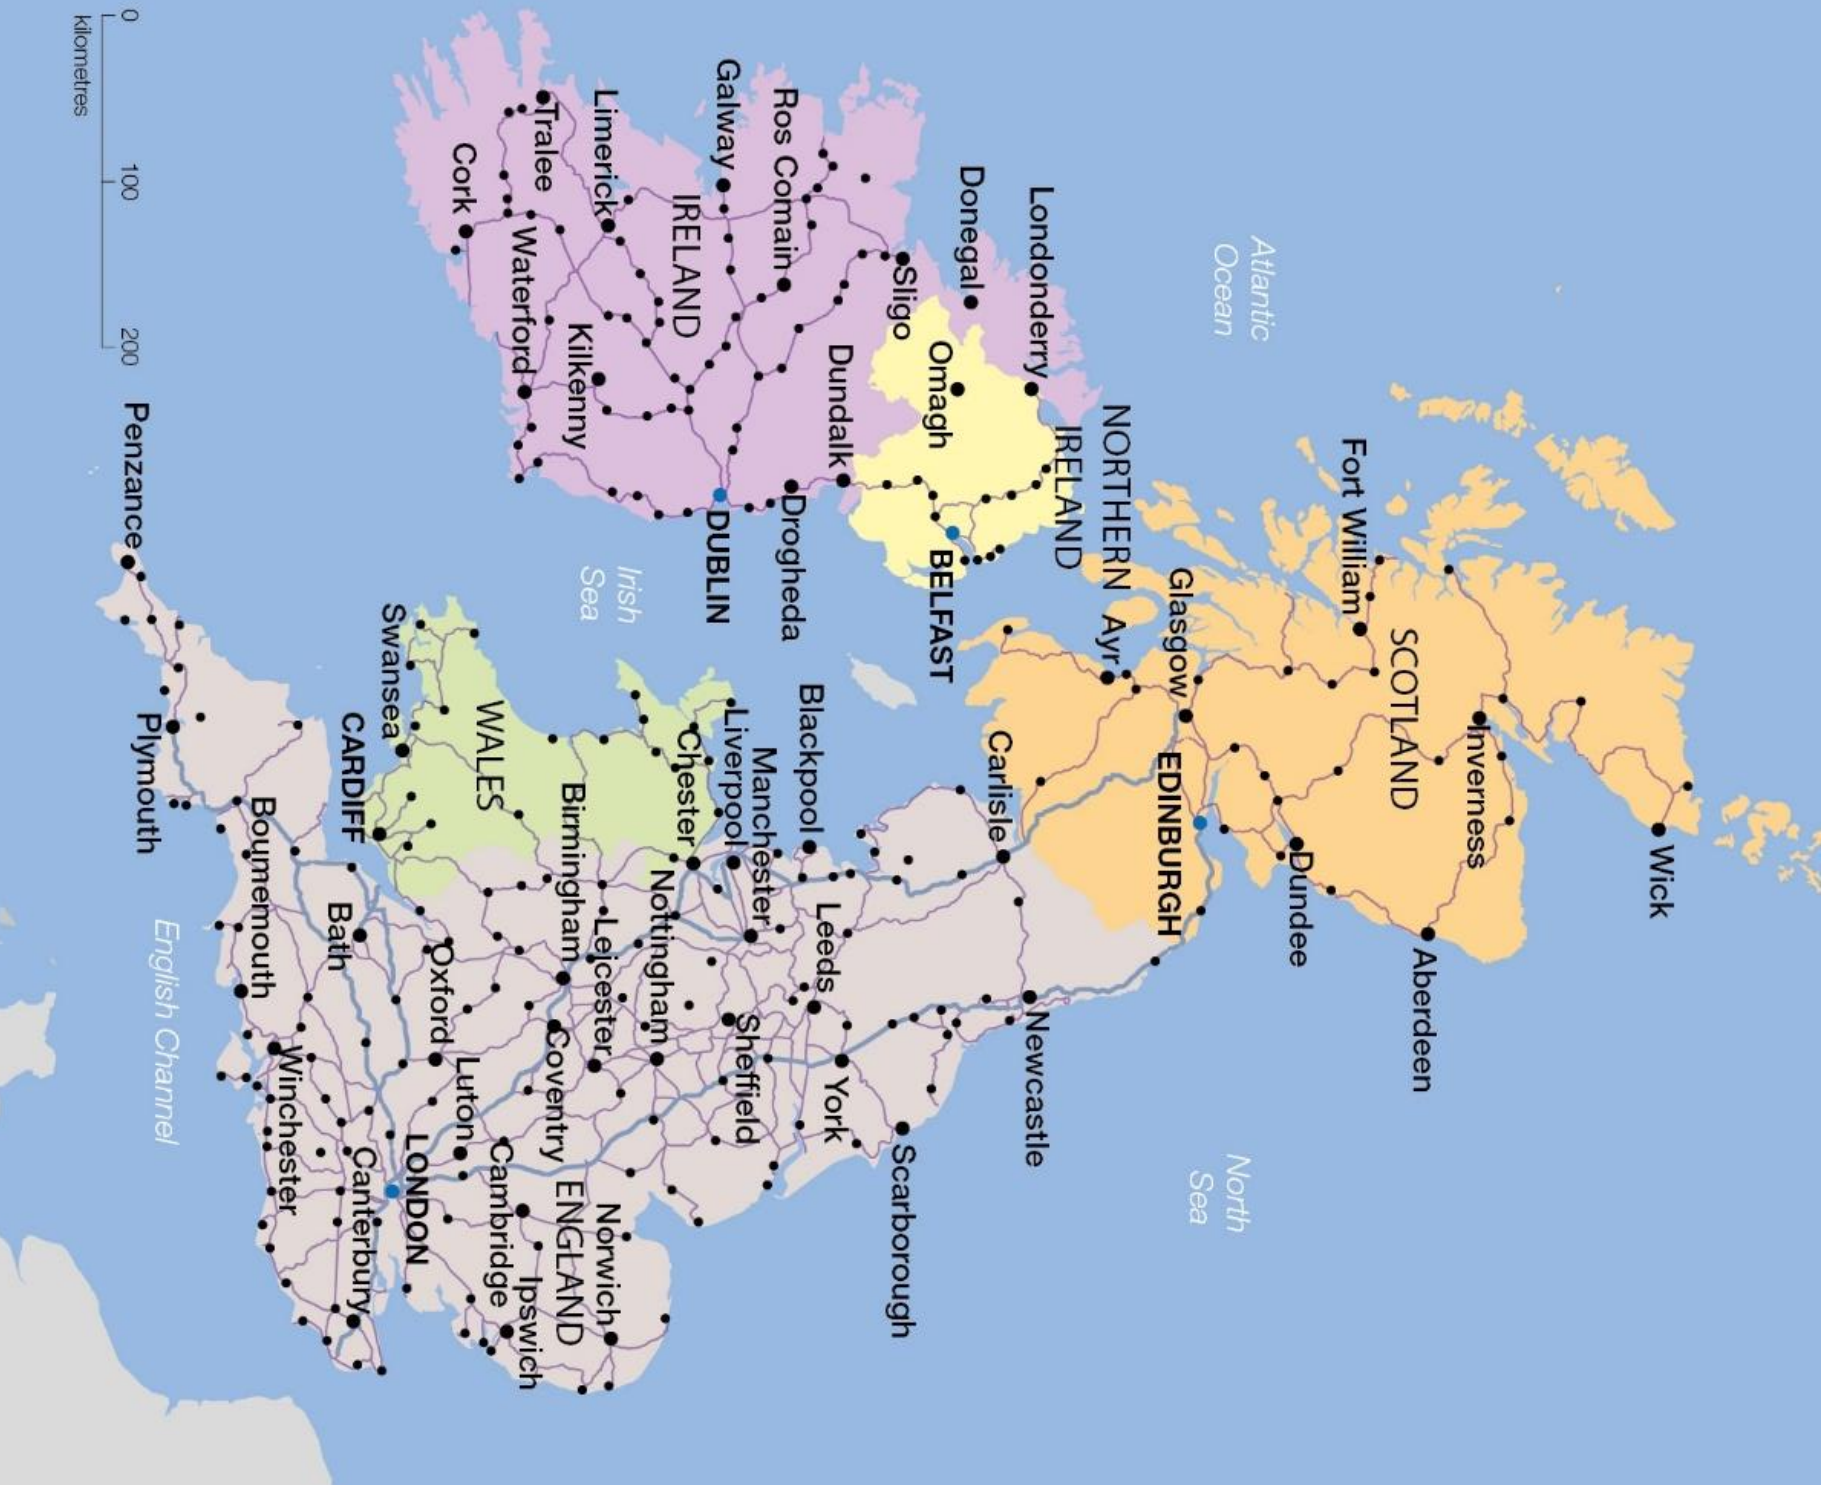 Wick
Inverness
Aberdeen
SCOTLAND
Fort William
Dundee
Atlantic
Ocean
North
Sea
Glasgow
EDINBURGH
Ayr
NORTHERN
IRELAND
Londonderry
Newcastle
Carlisle
Donegal
Omagh
BELFAST
Sligo
Scarborough
Dundalk
York
Blackpool
Leeds
Ros Comain
Drogheda
Manchester
Liverpool
Sheffield
Galway
DUBLIN
Chester
IRELAND
Nottingham
Irish
Sea
Limerick
Leicester
Norwich
Kilkenny
Birmingham
ENGLAND
Coventry
Tralee
Waterford
Ipswich
WALES
Cambridge
Cork
Luton
Oxford
LONDON
Swansea
CARDIFF
Canterbury
Bath
Winchester
Bournemouth
Plymouth
English Channel
Penzance
0 100 200
kilometres